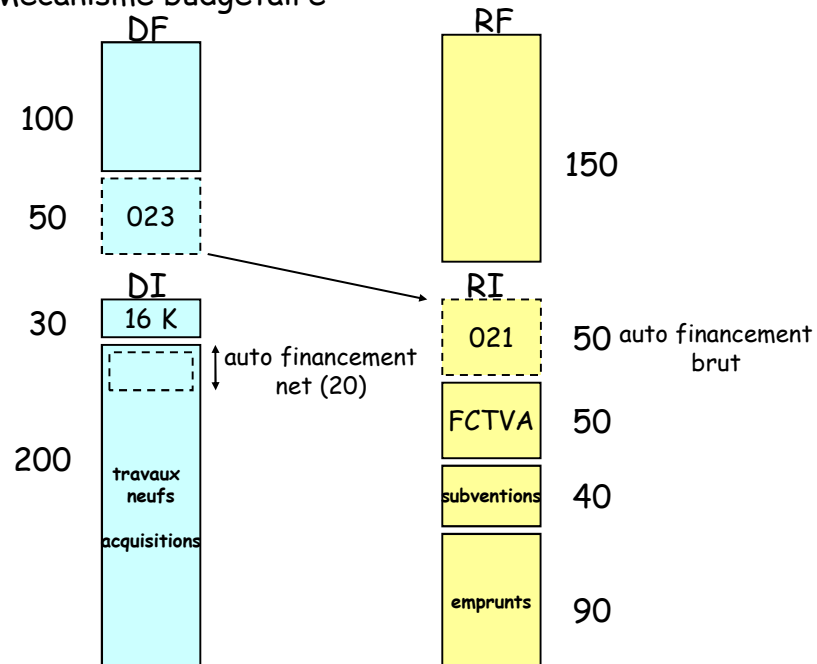 Mécanisme budgétaire
DF
RF
100
150
50
023
DI
RI
30
16 K
021
50
auto financement
brut
auto financement
net (20)
FCTVA
50
200
travaux
neufs
subventions
40
acquisitions
emprunts
90